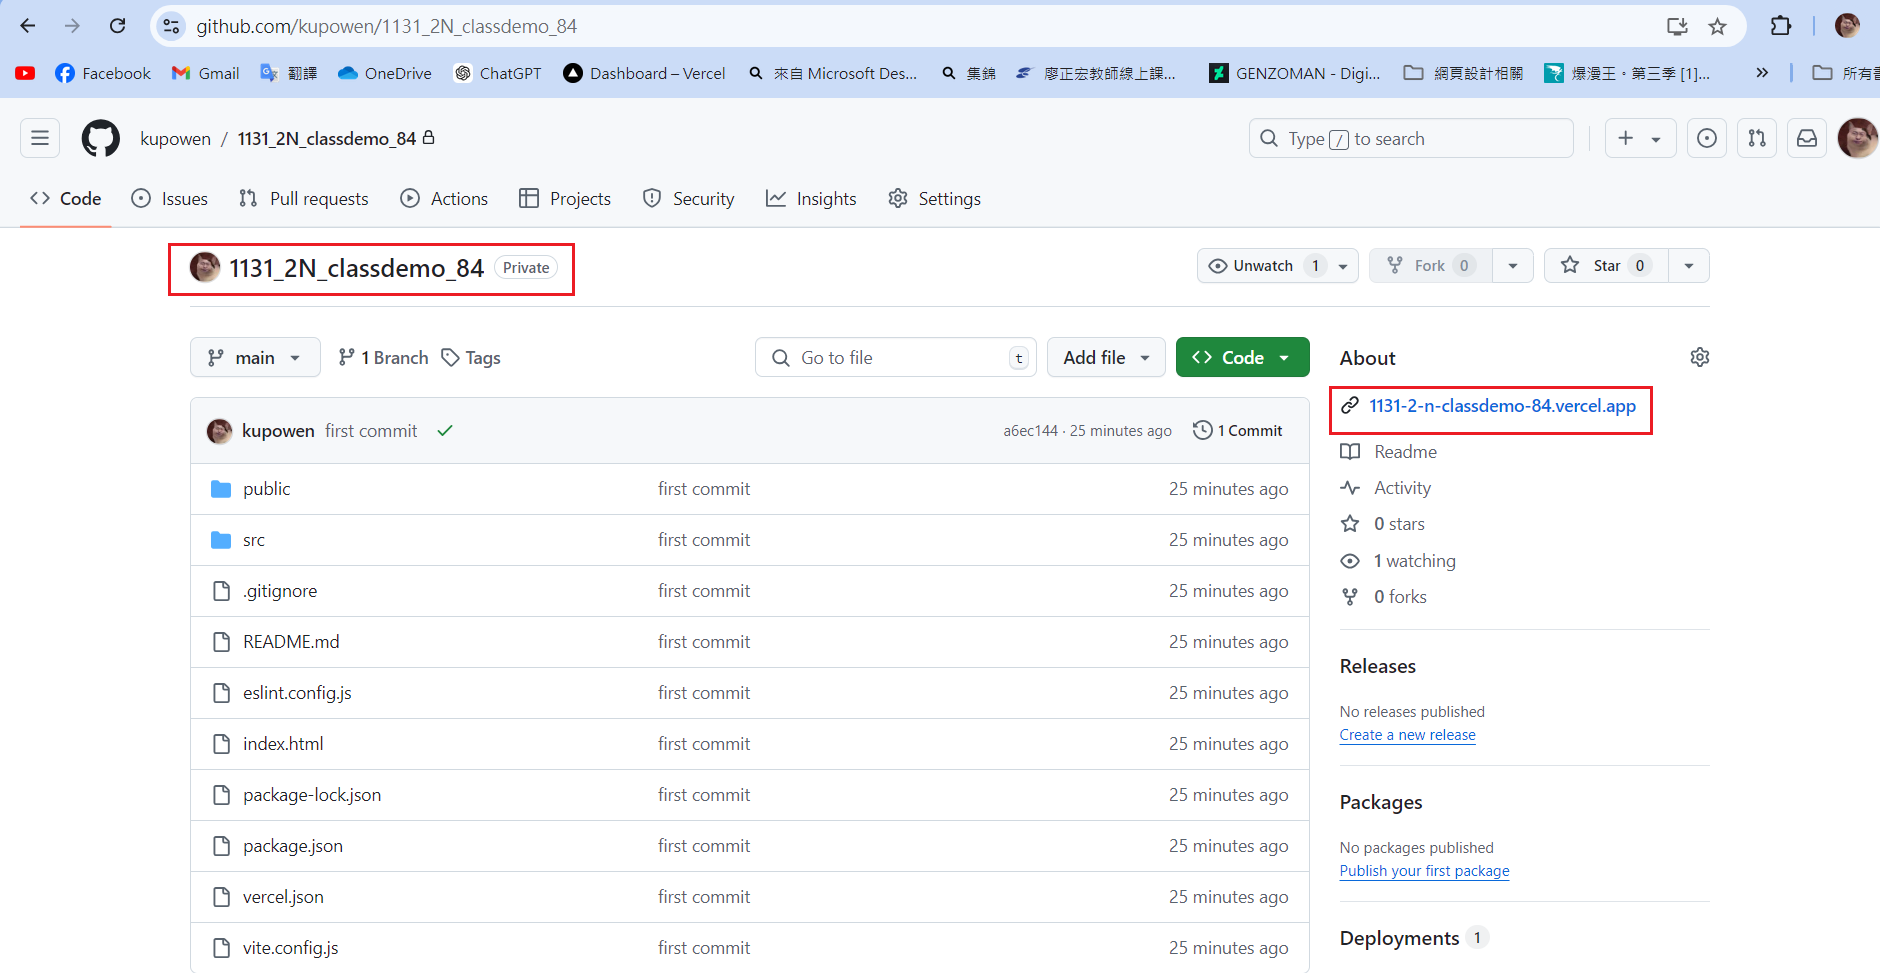 github.com/kupowen/1131_2N_classdemo_84
Facebook Gmail 翻譯 OneDrive ChatGPT Dashboard – Vercel 來自 Microsoft Des... 集錦 廖正宏教師線上課... GENZOMAN - Digi... 網頁設計相關 爆漫王。第三季 [1]... » 所有書
kupowen / 1131_2N_classdemo_84
Type / to search
Code Issues Pull requests Actions Projects Security Insights Settings
1131_2N_classdemo_84 Private
Unwatch 1 Fork 0 Star 0
main 1 Branch Tags
Go to file t Add file Code
kupowen first commit a6ec144 · 25 minutes ago 1 Commit
public first commit 25 minutes ago
src first commit 25 minutes ago
.gitignore first commit 25 minutes ago
README.md first commit 25 minutes ago
eslint.config.js first commit 25 minutes ago
index.html first commit 25 minutes ago
package-lock.json first commit 25 minutes ago
package.json first commit 25 minutes ago
vercel.json first commit 25 minutes ago
vite.config.js first commit 25 minutes ago
About
1131-2-n-classdemo-84.vercel.app
Readme
Activity
0 stars
1 watching
0 forks
Releases
No releases published
Create a new release
Packages
No packages published
Publish your first package
Deployments 1